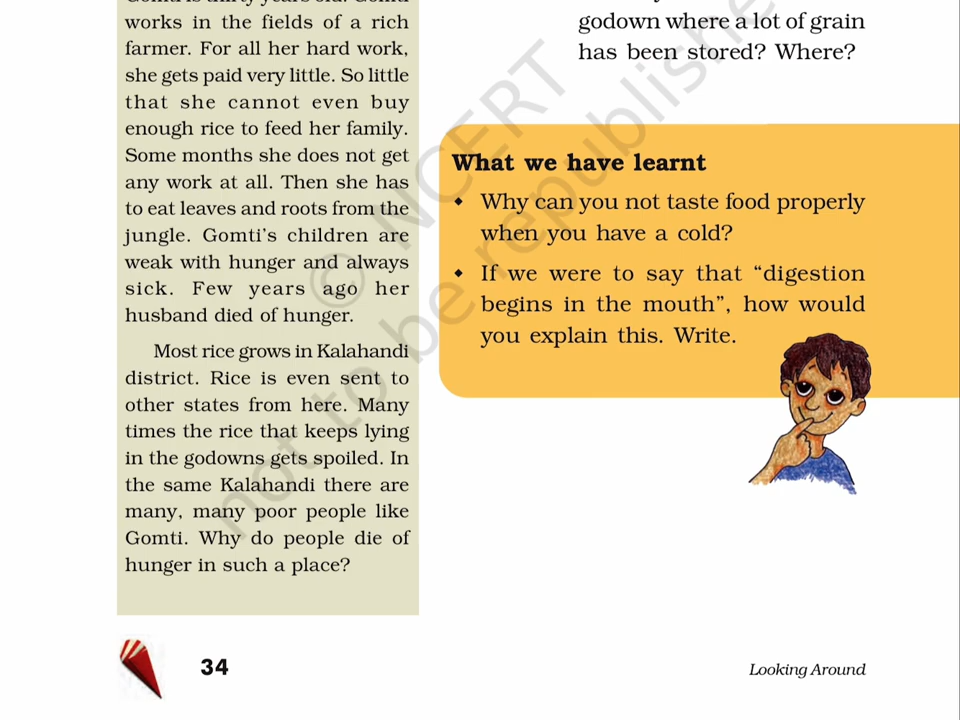 works in the fields of a rich
farmer. For all her hard work,
she gets paid very little. So little
that she cannot even buy
enough rice to feed her family.
Some months she does not get
any work at all. Then she has
to eat leaves and roots from the
jungle. Gomti's children are
weak with hunger and always
sick. Few years ago her
husband died of hunger.
Most rice grows in Kalahandi
district. Rice is even sent to
other states from here. Many
times the rice that keeps lying
in the godowns gets spoiled. In
the same Kalahandi there are
many, many poor people like
Gomti. Why do people die of
hunger in such a place?
godown where a lot of grain
has been stored? Where?
What we have learnt
◆ Why can you not taste food properly
when you have a cold?
◆ If we were to say that “digestion
begins in the mouth”, how would
you explain this. Write.
© NCERT
not to be republished
34
Looking Around